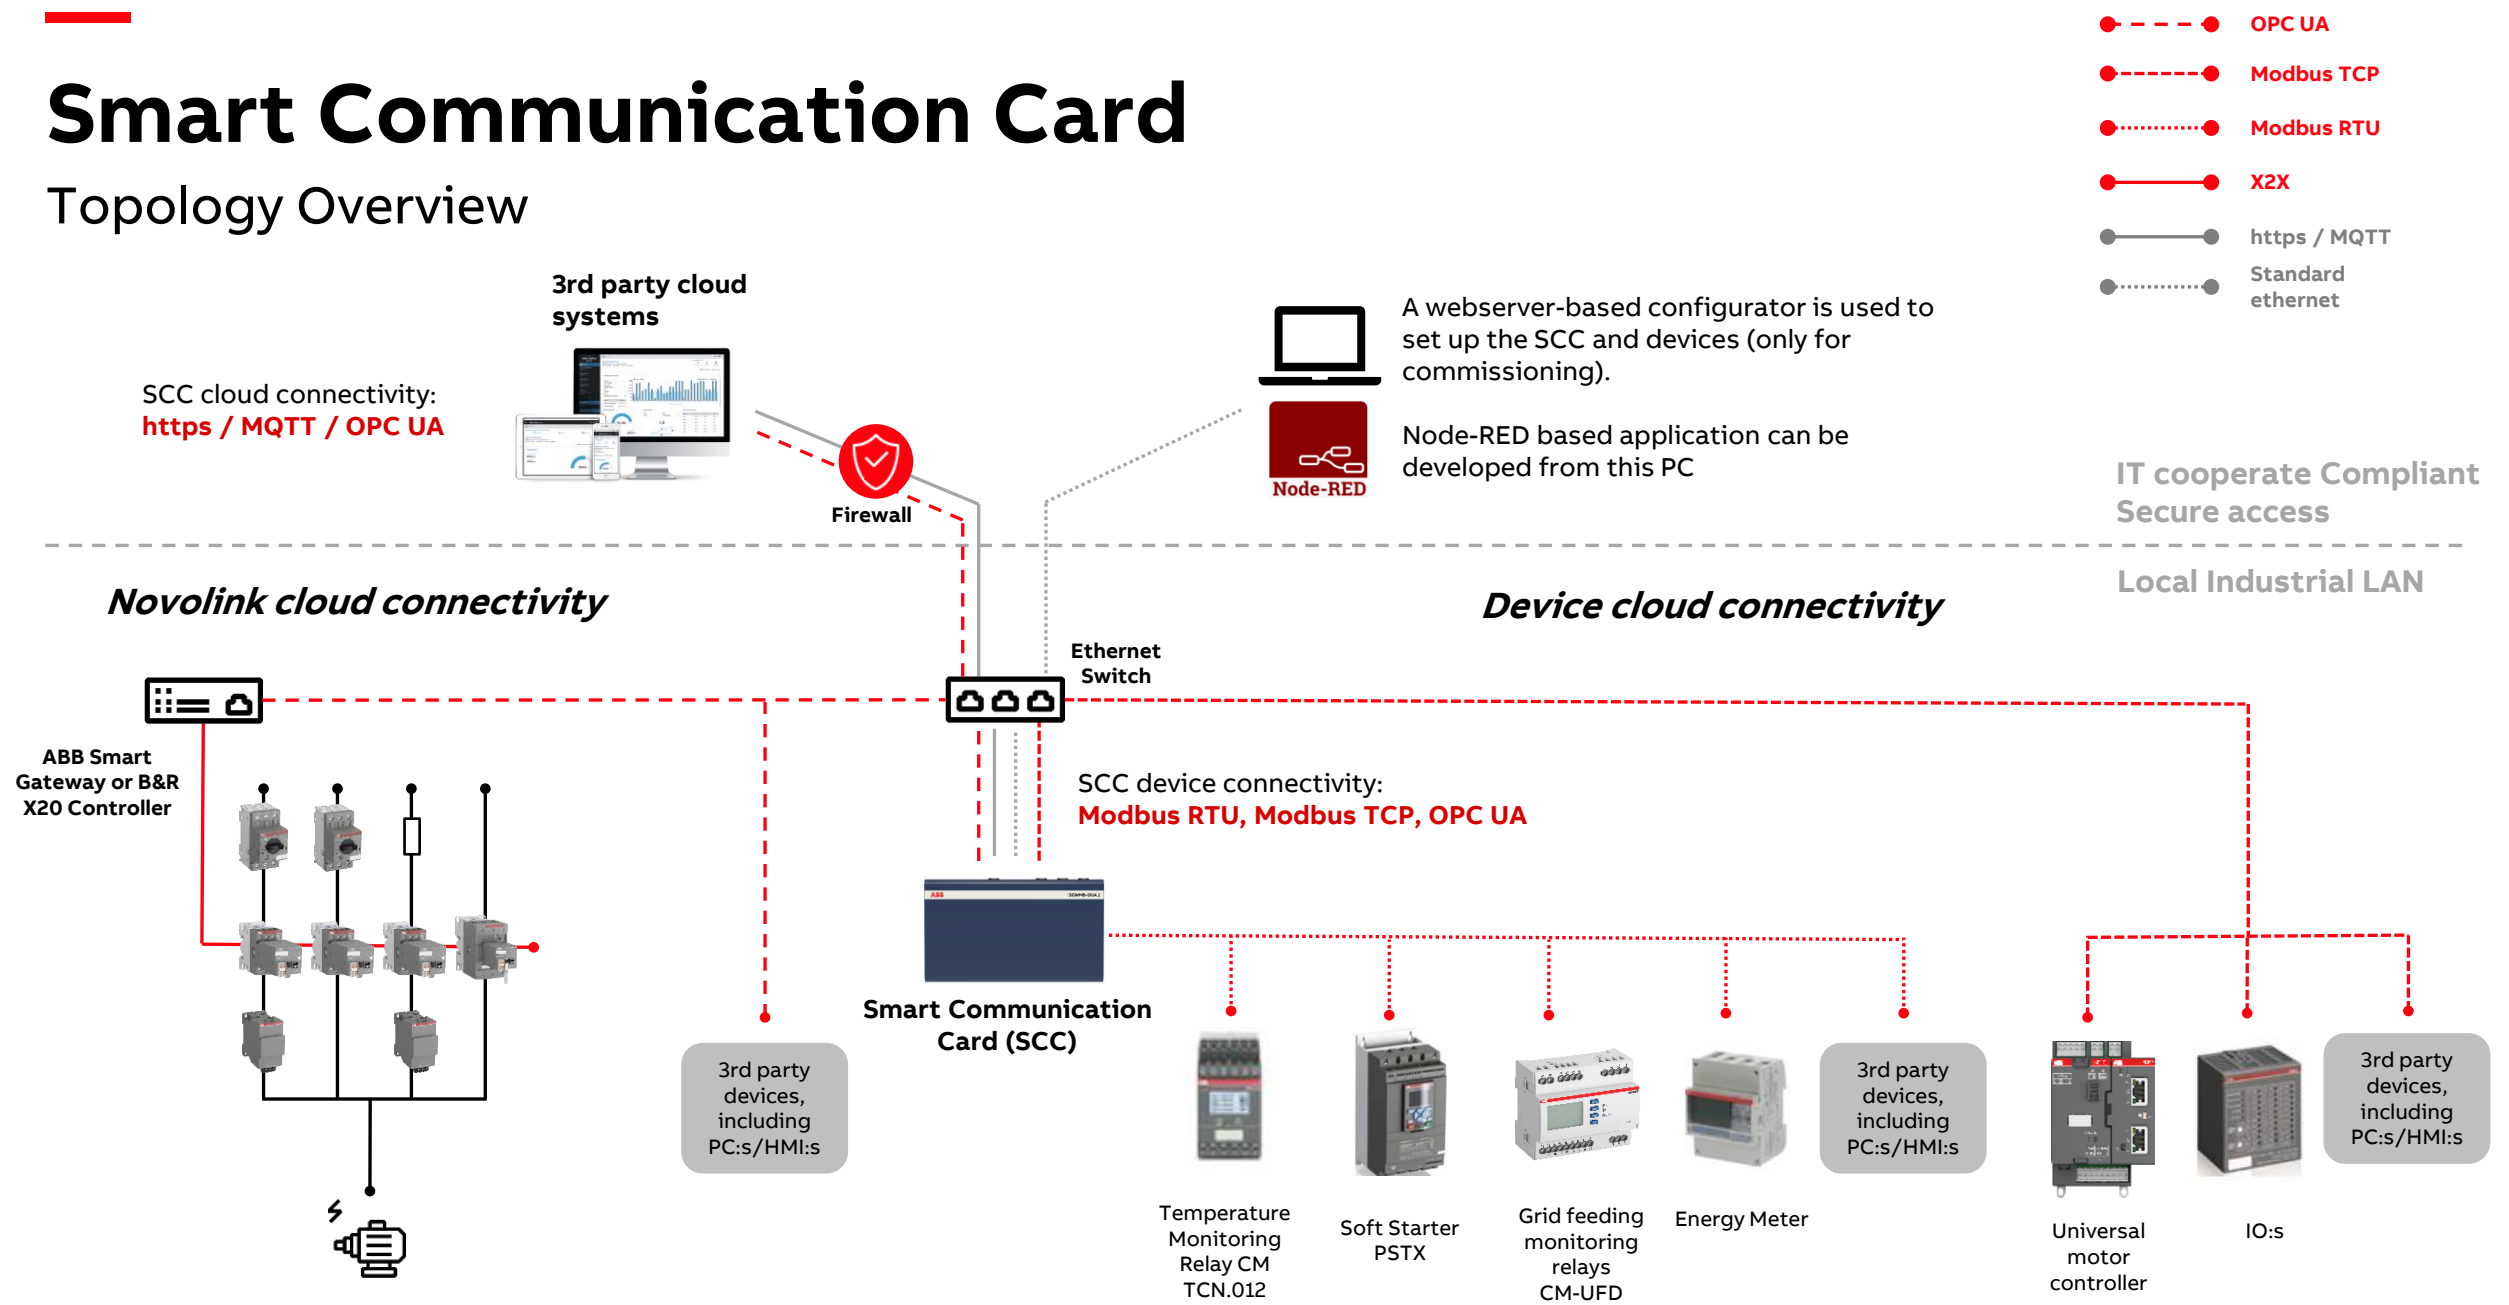 Smart Communication Card
Topology Overview
OPC UA
Modbus TCP
Modbus RTU
X2X
https / MQTT
Standard
ethernet
3rd party cloud
systems
SCC cloud connectivity:
https / MQTT / OPC UA
Firewall
A webserver-based configurator is used to
set up the SCC and devices (only for
commissioning).
Node-RED
Node-RED based application can be
developed from this PC
IT cooperate Compliant
Secure access
Local Industrial LAN
Novolink cloud connectivity
Device cloud connectivity
Ethernet
Switch
ABB Smart
Gateway or B&R
X20 Controller
SCC device connectivity:
Modbus RTU, Modbus TCP, OPC UA
ABB
Smart Communication
Card (SCC)
3rd party
devices,
including
PC:s/HMI:s
Temperature
Monitoring
Relay CM
TCN.012
Soft Starter
PSTX
Grid feeding
monitoring
relays
CM-UFD
Energy Meter
3rd party
devices,
including
PC:s/HMI:s
Universal
motor
controller
IO:s
3rd party
devices,
including
PC:s/HMI:s